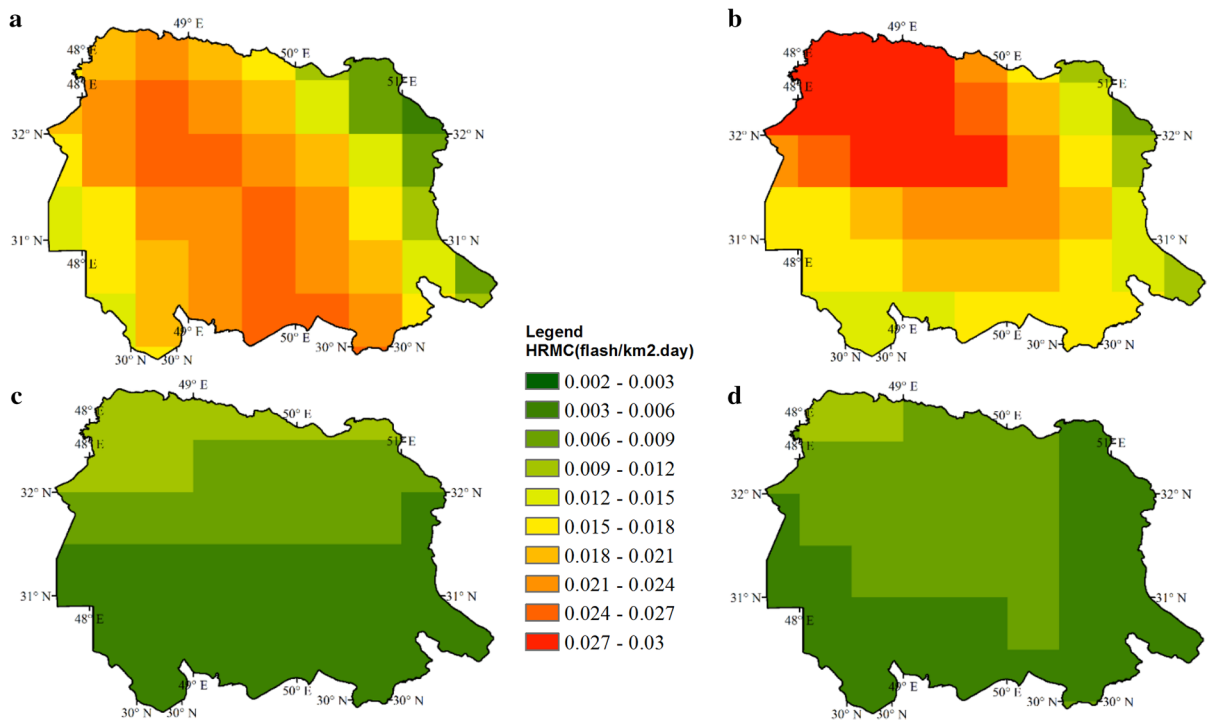 a
49° E
48° E
50° E
48° E
51° E
32° N
32° N
31° N
31° N
48° E
49° E
50° E
30° N
30° N
30° N
30° N
b
49° E
48° E
50° E
48° E
51° E
32° N
32° N
31° N
31° N
48° E
49° E
50° E
30° N
30° N
30° N
30° N
Legend
HRMC(flash/km2.day)
0.002 - 0.003
0.003 - 0.006
0.006 - 0.009
0.009 - 0.012
0.012 - 0.015
0.015 - 0.018
0.018 - 0.021
0.021 - 0.024
0.024 - 0.027
0.027 - 0.03
c
49° E
48° E
50° E
48° E
51° E
32° N
32° N
31° N
31° N
48° E
49° E
50° E
30° N
30° N
30° N
30° N
d
49° E
48° E
50° E
48° E
51° E
32° N
32° N
31° N
31° N
48° E
49° E
50° E
30° N
30° N
30° N
30° N